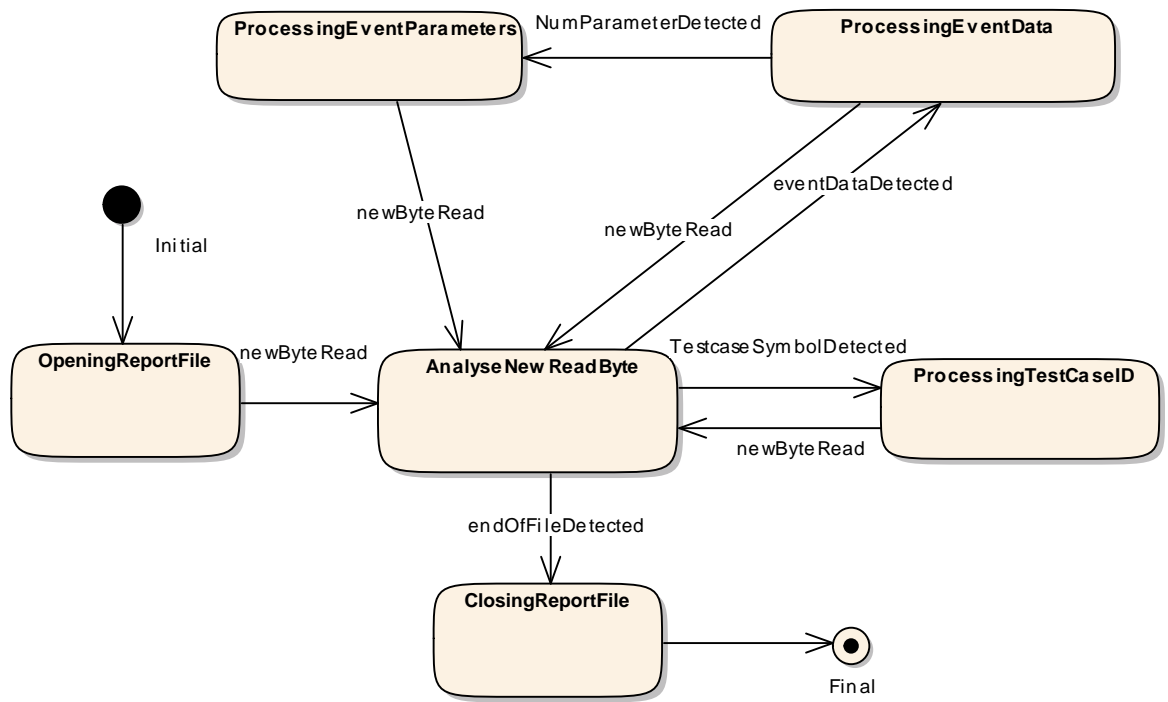 ProcessingEventParameters
NumParameterDetected
ProcessingEventData
eventDataDetected
newByteRead
newByteRead
Initial
OpeningReportFile
newByteRead
AnalyseNewReadByte
TestcaseSymbolDetected
ProcessingTestCaseID
newByteRead
endOfFileDetected
ClosingReportFile
Final